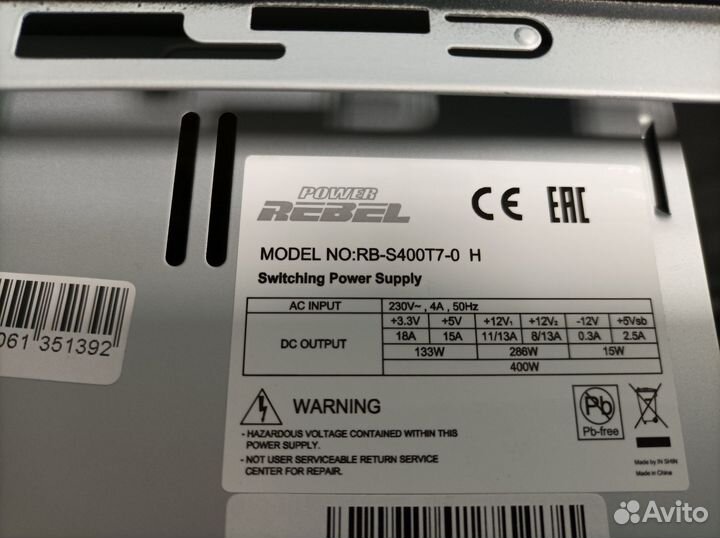 POWER
REBEL
CE EAC
MODEL NO:RB-S400T7-0 H
Switching Power Supply
AC INPUT 230V~ , 4A , 50Hz
DC OUTPUT +3.3V +5V +12V₁ +12V₂ -12V +5Vsb
18A 15A 11/13A 8/13A 0.3A 2.5A
133W 286W 15W
400W
061 351392
WARNING
- HAZARDOUS VOLTAGE CONTAINED WITHIN THIS
POWER SUPPLY.
- NOT USER SERVICEABLE RETURN SERVICE
CENTER FOR REPAIR.
Pb
Pb-free
Made by IN SHIN
Made in China
Avito